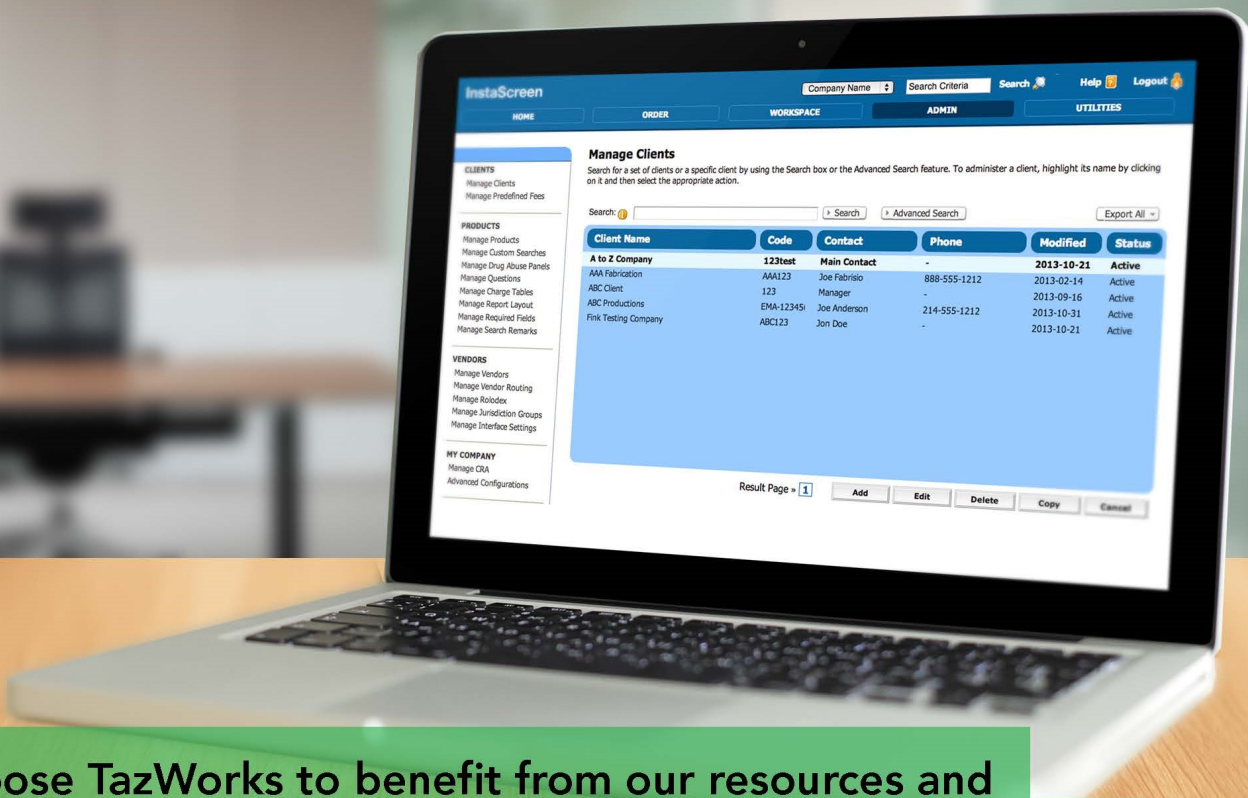 InstaScreen
Company Name
Search Criteria
Search
Help
Logout
HOME
ORDER
WORKSPACE
ADMIN
UTILITIES
CLIENTS
Manage Clients
Manage Predefined Fees
PRODUCTS
Manage Products
Manage Custom Searches
Manage Drug Abuse Panels
Manage Questions
Manage Charge Tables
Manage Report Layout
Manage Required Fields
Manage Search Remarks
VENDORS
Manage Vendors
Manage Vendor Routing
Manage Rolodex
Manage Jurisdiction Groups
Manage Interface Settings
MY COMPANY
Manage CRA
Advanced Configurations
Manage Clients
Search for a set of clients or a specific client by using the Search box or the Advanced Search feature. To administer a client, highlight its name by clicking
on it and then select the appropriate action.
Search: Search Advanced Search Export All
Client Name Code Contact Phone Modified Status
A to Z Company 123test Main Contact - 2013-10-21 Active
AAA Fabrication AAA123 Joe Fabrisio 888-555-1212 2013-02-14 Active
ABC Client 123 Manager - 2013-09-16 Active
ABC Productions EMA-12345 Joe Anderson 214-555-1212 2013-10-31 Active
Fink Testing Company ABC123 Jon Doe - 2013-10-21 Active
Result Page » 1 Add Edit Delete Copy Cancel
ose TazWorks to benefit from our resources and